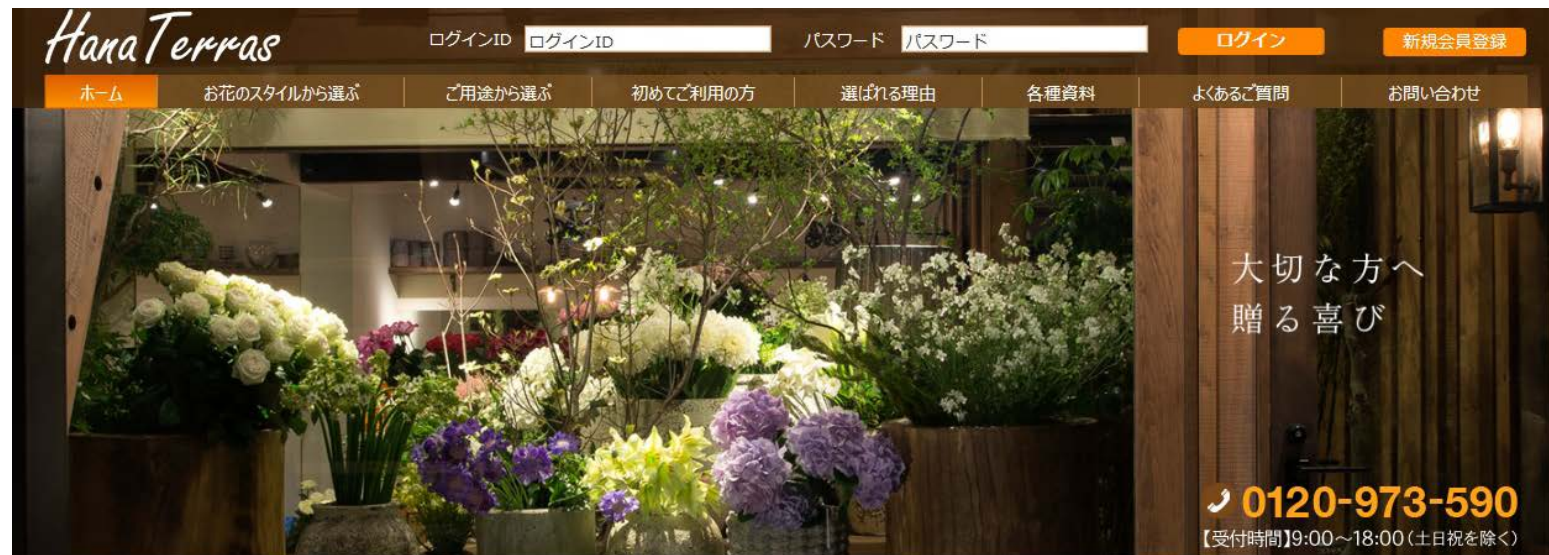 HanaTerras
ログインID ログインID パスワード パスワード ログイン 新規会員登録
ホーム お花のスタイルから選ぶ ご用途から選ぶ 初めてご利用の方 選ばれる理由 各種資料 よくあるご質問 お問い合わせ
大切な方へ
贈る喜び
0120-973-590
【受付時間】9:00～18:00(土日祝を除く)